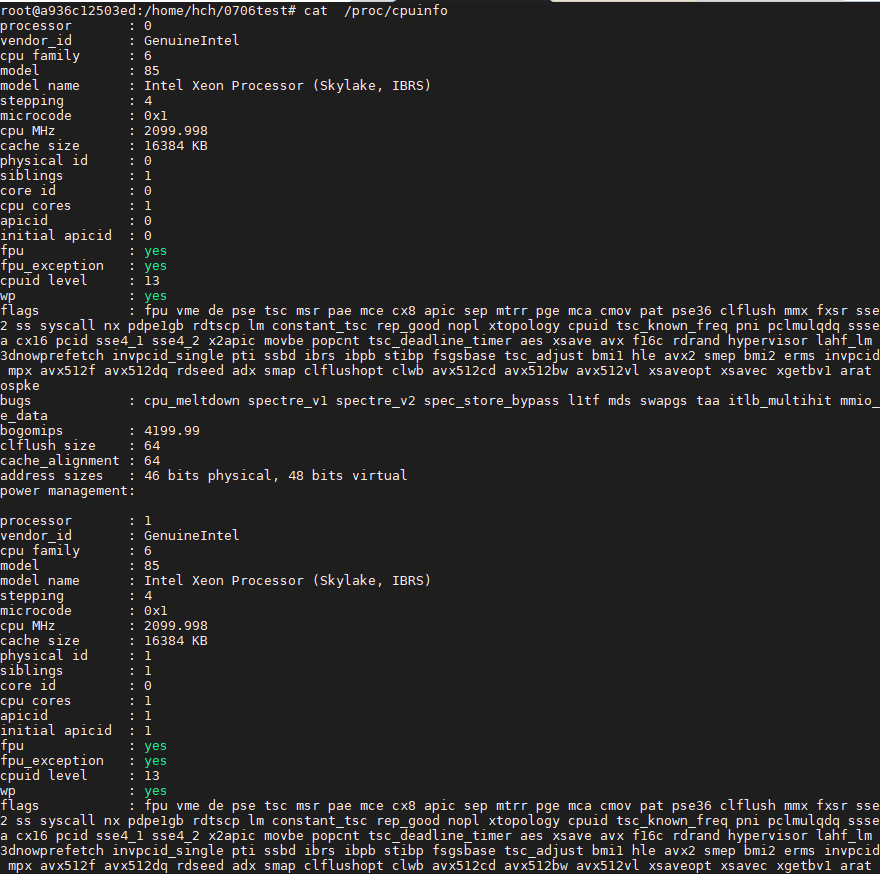 root@a936c12503ed:/home/hch/0706test# cat  /proc/cpuinfo
processor       : 0
vendor_id       : GenuineIntel
cpu family      : 6
model           : 85
model name      : Intel Xeon Processor (Skylake, IBRS)
stepping        : 4
microcode       : 0x1
cpu MHz         : 2099.998
cache size      : 16384 KB
physical id     : 0
siblings        : 1
core id         : 0
cpu cores       : 1
apicid          : 0
initial apicid  : 0
fpu             : yes
fpu_exception   : yes
cpuid level     : 13
wp              : yes
flags           : fpu vme de pse tsc msr pae mce cx8 apic sep mtrr pge mca cmov pat pse36 clflush mmx fxsr sse
2 ss syscall nx pdpe1gb rdtscp lm constant_tsc rep_good nopl xtopology cpuid tsc_known_freq pni pclmulqdq ssse
a cx16 pcid sse4_1 sse4_2 x2apic movbe popcnt tsc_deadline_timer aes xsave avx f16c rdrand hypervisor lahf_lm
3dnowprefetch invpcid_single pti ssbd ibrs ibpb stibp fsgsbase tsc_adjust bmi1 hle avx2 smep bmi2 erms invpcid
 mpx avx512f avx512dq rdseed adx smap clflushopt clwb avx512cd avx512bw avx512vl xsaveopt xsavec xgetbv1 arat
ospke
bugs            : cpu_meltdown spectre_v1 spectre_v2 spec_store_bypass l1tf mds swapgs taa itlb_multihit mmio_
e_data
bogomips        : 4199.99
clflush size    : 64
cache_alignment : 64
address sizes   : 46 bits physical, 48 bits virtual
power management:

processor       : 1
vendor_id       : GenuineIntel
cpu family      : 6
model           : 85
model name      : Intel Xeon Processor (Skylake, IBRS)
stepping        : 4
microcode       : 0x1
cpu MHz         : 2099.998
cache size      : 16384 KB
physical id     : 1
siblings        : 1
core id         : 0
cpu cores       : 1
apicid          : 1
initial apicid  : 1
fpu             : yes
fpu_exception   : yes
cpuid level     : 13
wp              : yes
flags           : fpu vme de pse tsc msr pae mce cx8 apic sep mtrr pge mca cmov pat pse36 clflush mmx fxsr sse
2 ss syscall nx pdpe1gb rdtscp lm constant_tsc rep_good nopl xtopology cpuid tsc_known_freq pni pclmulqdq ssse
a cx16 pcid sse4_1 sse4_2 x2apic movbe popcnt tsc_deadline_timer aes xsave avx f16c rdrand hypervisor lahf_lm
3dnowprefetch invpcid_single pti ssbd ibrs ibpb stibp fsgsbase tsc_adjust bmi1 hle avx2 smep bmi2 erms invpcid
 mpx avx512f avx512dq rdseed adx smap clflushopt clwb avx512cd avx512bw avx512vl xsaveopt xsavec xgetbv1 arat